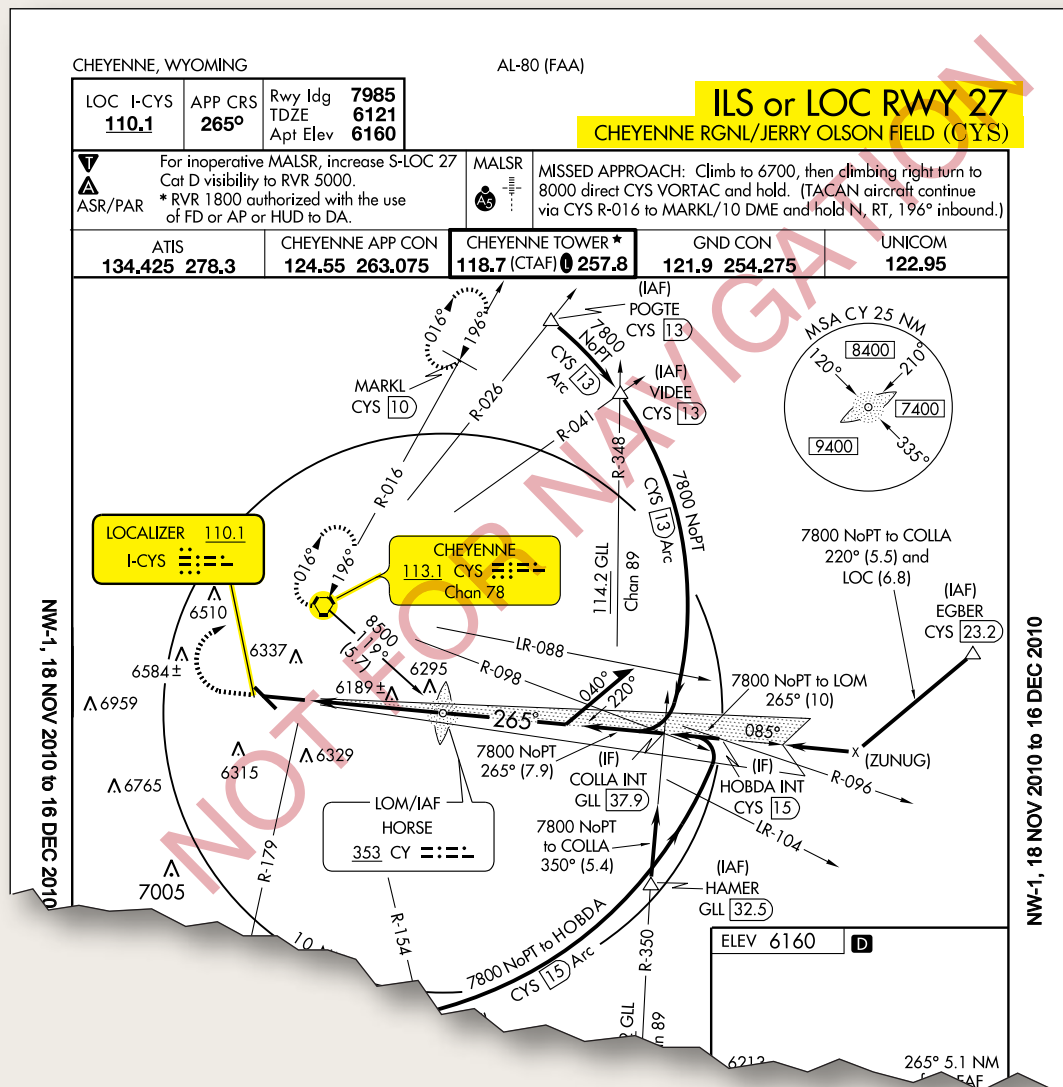 CHEYENNE, WYOMING
AL-80 (FAA)
LOC I-CYS
110.1
APP CRS
265°
Rwy ldg 7985
TDZE 6121
Apt Elev 6160
ILS or LOC RWY 27
CHEYENNE RGNL/JERRY OLSON FIELD (CYS)
T
A
ASR/PAR
For inoperative MALSR, increase S-LOC 27
Cat D visibility to RVR 5000.
* RVR 1800 authorized with the use
of FD or AP or HUD to DA.
MALSR
A5
MISSED APPROACH: Climb to 6700, then climbing right turn to
8000 direct CYS VORTAC and hold. (TACAN aircraft continue
via CYS R-016 to MARKL/10 DME and hold N, RT, 196° inbound.)
ATIS
134.425 278.3
CHEYENNE APP CON
124.55 263.075
CHEYENNE TOWER★
118.7 (CTAF) L 257.8
GND CON
121.9 254.275
UNICOM
122.95
NOT FOR NAVIGATION
(IAF)
POGTE
CYS 13
7800
NoPT
CYS 13
Arc
016°
196°
MARKL
CYS 10
R-026
R-041
(IAF)
VIDEE
CYS 13
R-016
R-348
MSA CY 25 NM
120°
8400
210°
7400
9400
335°
7800 NoPT
CYS 13 Arc
LOCALIZER 110.1
I-CYS
016°
196°
CHEYENNE
113.1 CYS
Chan 78
114.2 GLL
Chan 89
7800 NoPT to COLLA
220° (5.5) and
LOC (6.8)
(IAF)
EGBER
CYS 23.2
6510
6584±
6337
6959
8500
119°
(5.7)
6295
6189±
LR-088
R-098
040°
220°
7800 NoPT to LOM
265° (10)
265°
085°
(ZUNUG)
R-096
7800 NoPT
265° (7.9)
(IF)
COLLA INT
GLL 37.9
(IF)
HOBDA INT
CYS 15
6315
6329
6765
7005
LOM/IAF
HORSE
353 CY
LR-104
7800 NoPT
to COLLA
350° (5.4)
(IAF)
HAMER
GLL 32.5
R-179
R-154
R-350
10
7800 NoPT to HOBDA
CYS 15 Arc
GLL
89
ELEV 6160
D
6213
265° 5.1 NM
FAF
NW-1, 18 NOV 2010 to 16 DEC 2010
NW-1, 18 NOV 2010 to 16 DEC 2010